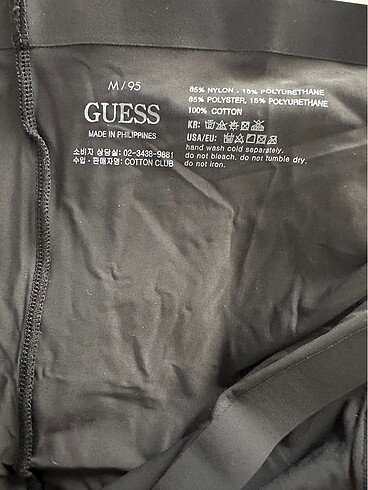 M/95
GUESS
MADE IN PHILIPPINES
소비자 상담실: 02-3438-9881
수입·판매자명: COTTON CLUB
85% NYLON, 15% POLYURETHANE
85% POLYSTER, 15% POLYURETHANE
100% COTTON
KR:
USA/EU:
hand wash cold separately.
do not bleach, do not tumble dry.
do not iron.